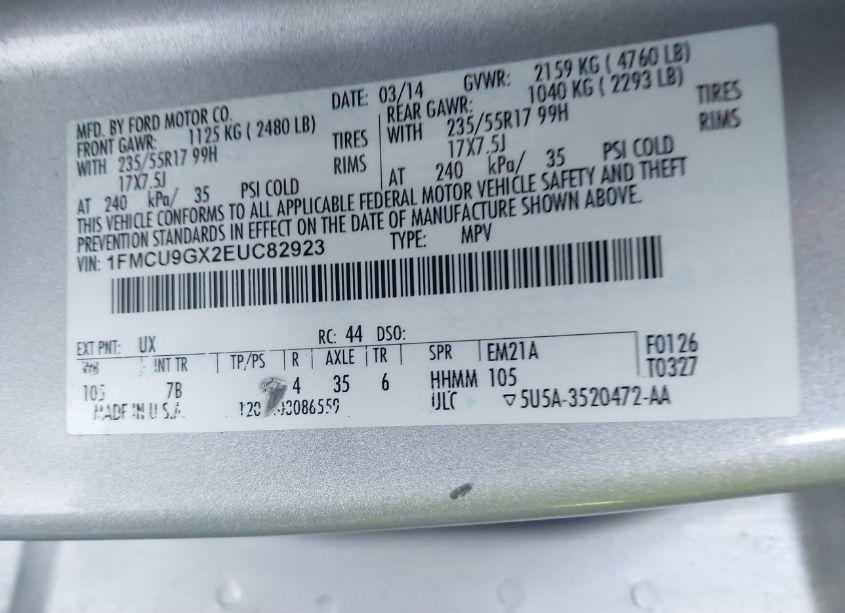 MFD. BY FORD MOTOR CO. DATE: 03/14 GVWR: 2159 KG ( 4760 LB)
FRONT GAWR: 1125 KG ( 2480 LB) REAR GAWR: 1040 KG ( 2293 LB)
WITH 235/55R17 99H TIRES WITH 235/55R17 99H TIRES
17X7.5J RIMS 17X7.5J RIMS
AT 240 kPa/ 35 PSI COLD AT 240 kPa/ 35 PSI COLD
THIS VEHICLE CONFORMS TO ALL APPLICABLE FEDERAL MOTOR VEHICLE SAFETY AND THEFT
PREVENTION STANDARDS IN EFFECT ON THE DATE OF MANUFACTURE SHOWN ABOVE.
VIN: 1FMCU9GX2EUC82923 TYPE: MPV
EXT PNT: UX RC: 44 DSO:
WB INT TR TP/PS R AXLE TR SPR EM21A F0126
105 7B 4 35 6 HHMM 105 T0327
MADE IN U.S.A. ULC 5U5A-3520472-AA